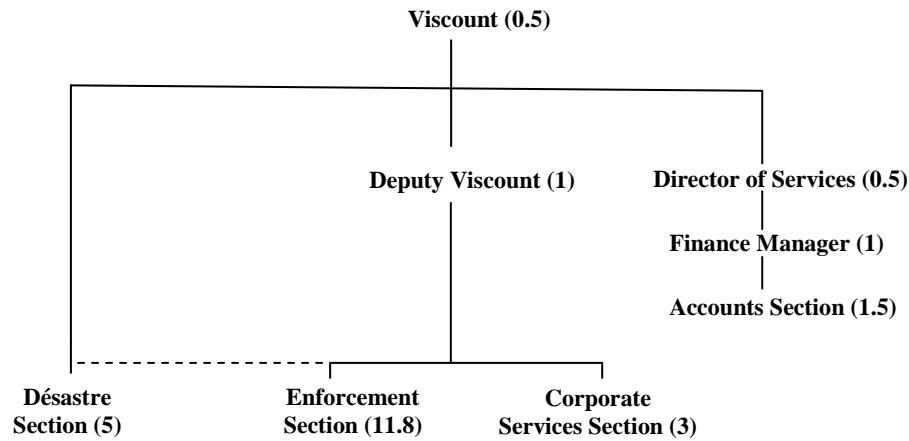 Viscount (0.5)
Deputy Viscount (1)
Director of Services (0.5)
Finance Manager (1)
Accounts Section (1.5)
Désastre
Section (5)
Enforcement
Section (11.8)
Corporate
Services Section (3)